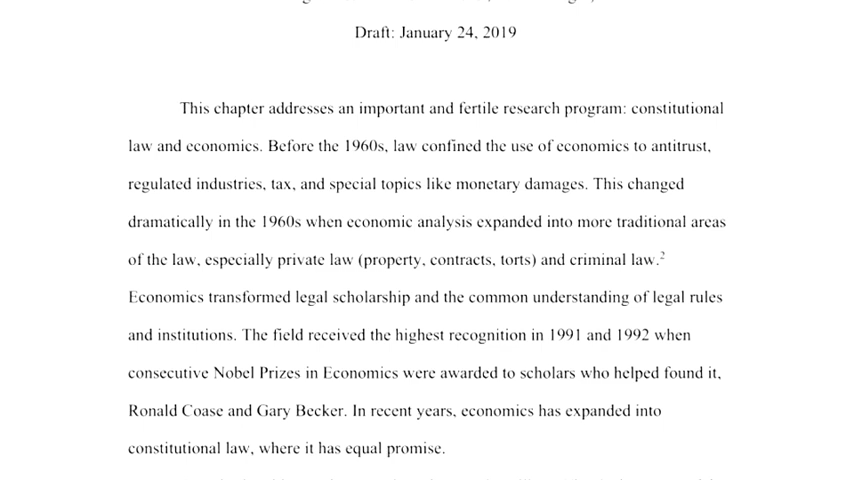 Draft: January 24, 2019
This chapter addresses an important and fertile research program: constitutional
law and economics. Before the 1960s, law confined the use of economics to antitrust,
regulated industries, tax, and special topics like monetary damages. This changed
dramatically in the 1960s when economic analysis expanded into more traditional areas
of the law, especially private law (property, contracts, torts) and criminal law.²
Economics transformed legal scholarship and the common understanding of legal rules
and institutions. The field received the highest recognition in 1991 and 1992 when
consecutive Nobel Prizes in Economics were awarded to scholars who helped found it,
Ronald Coase and Gary Becker. In recent years, economics has expanded into
constitutional law, where it has equal promise.